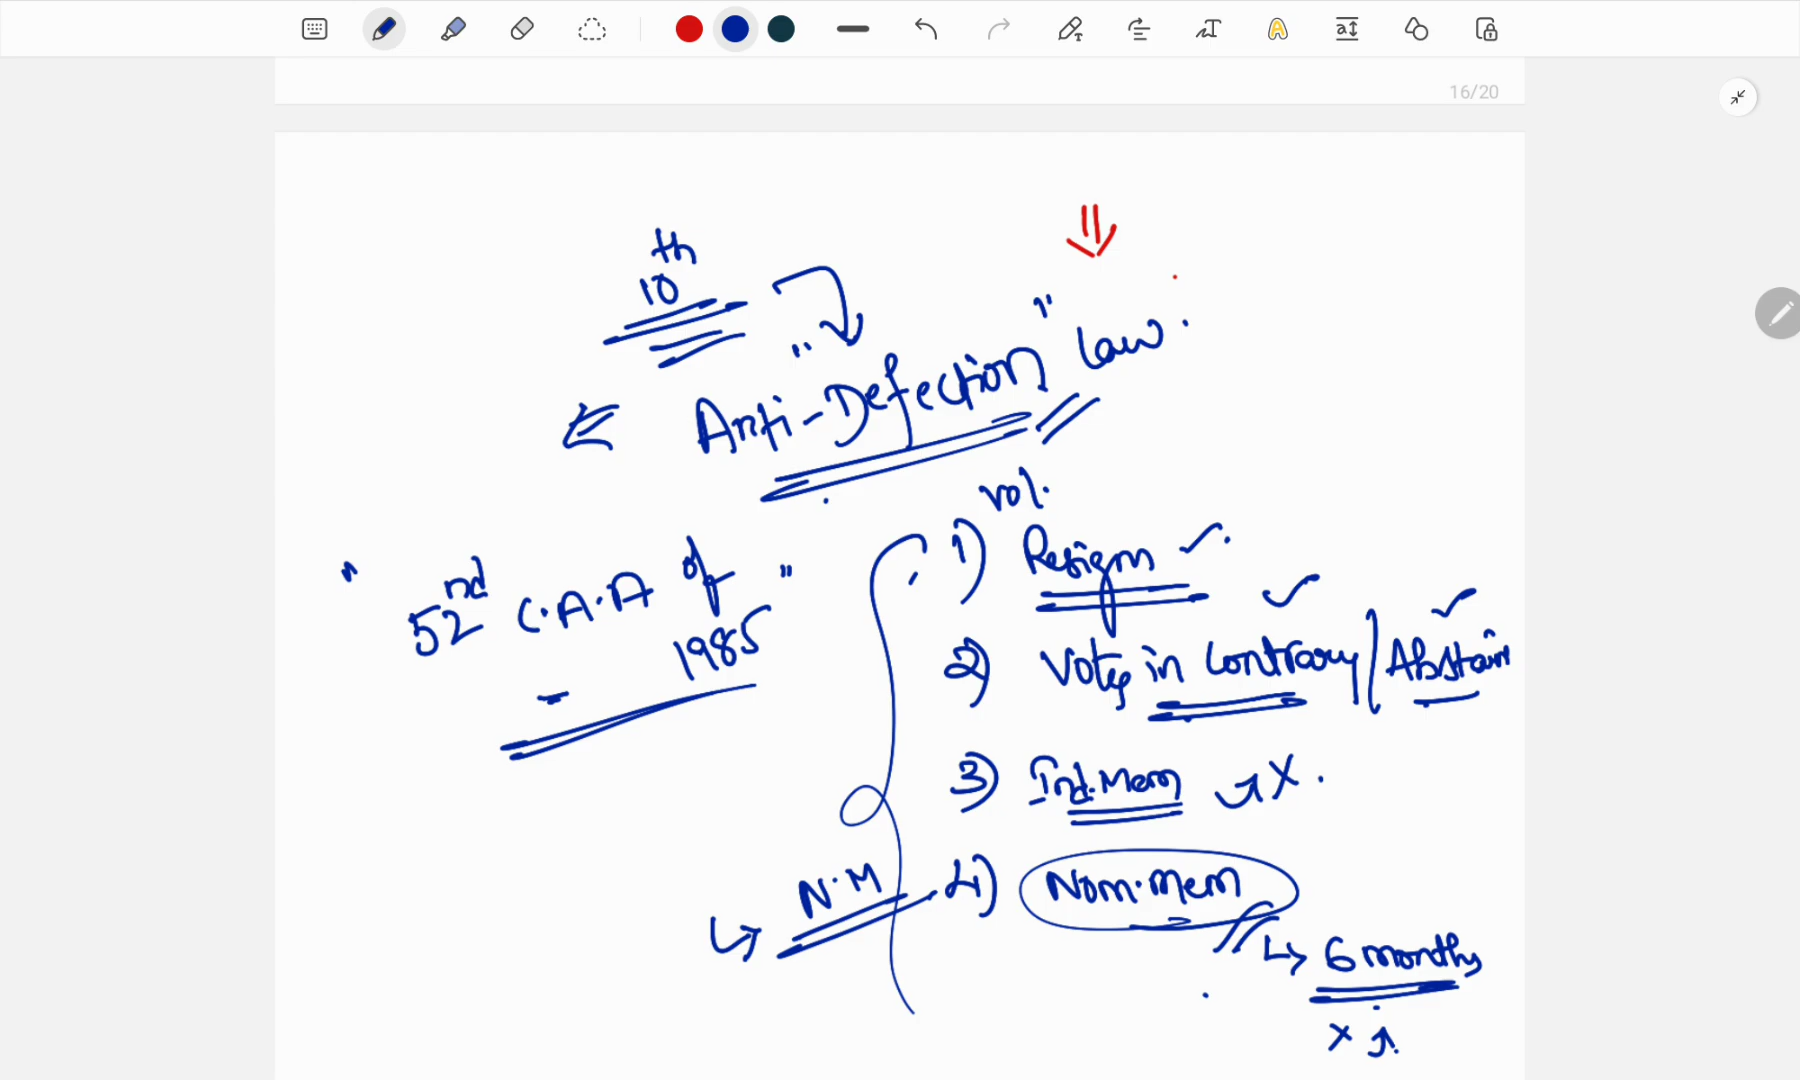 16/20
10th
"Anti-Defection" Law.
"52nd C.A.A of
1985"
vol.
1) Resign
2) Votes in Contrary / Abstain
3) Ind. Mem X.
N.M 4) Nom. Mem
6 months
X